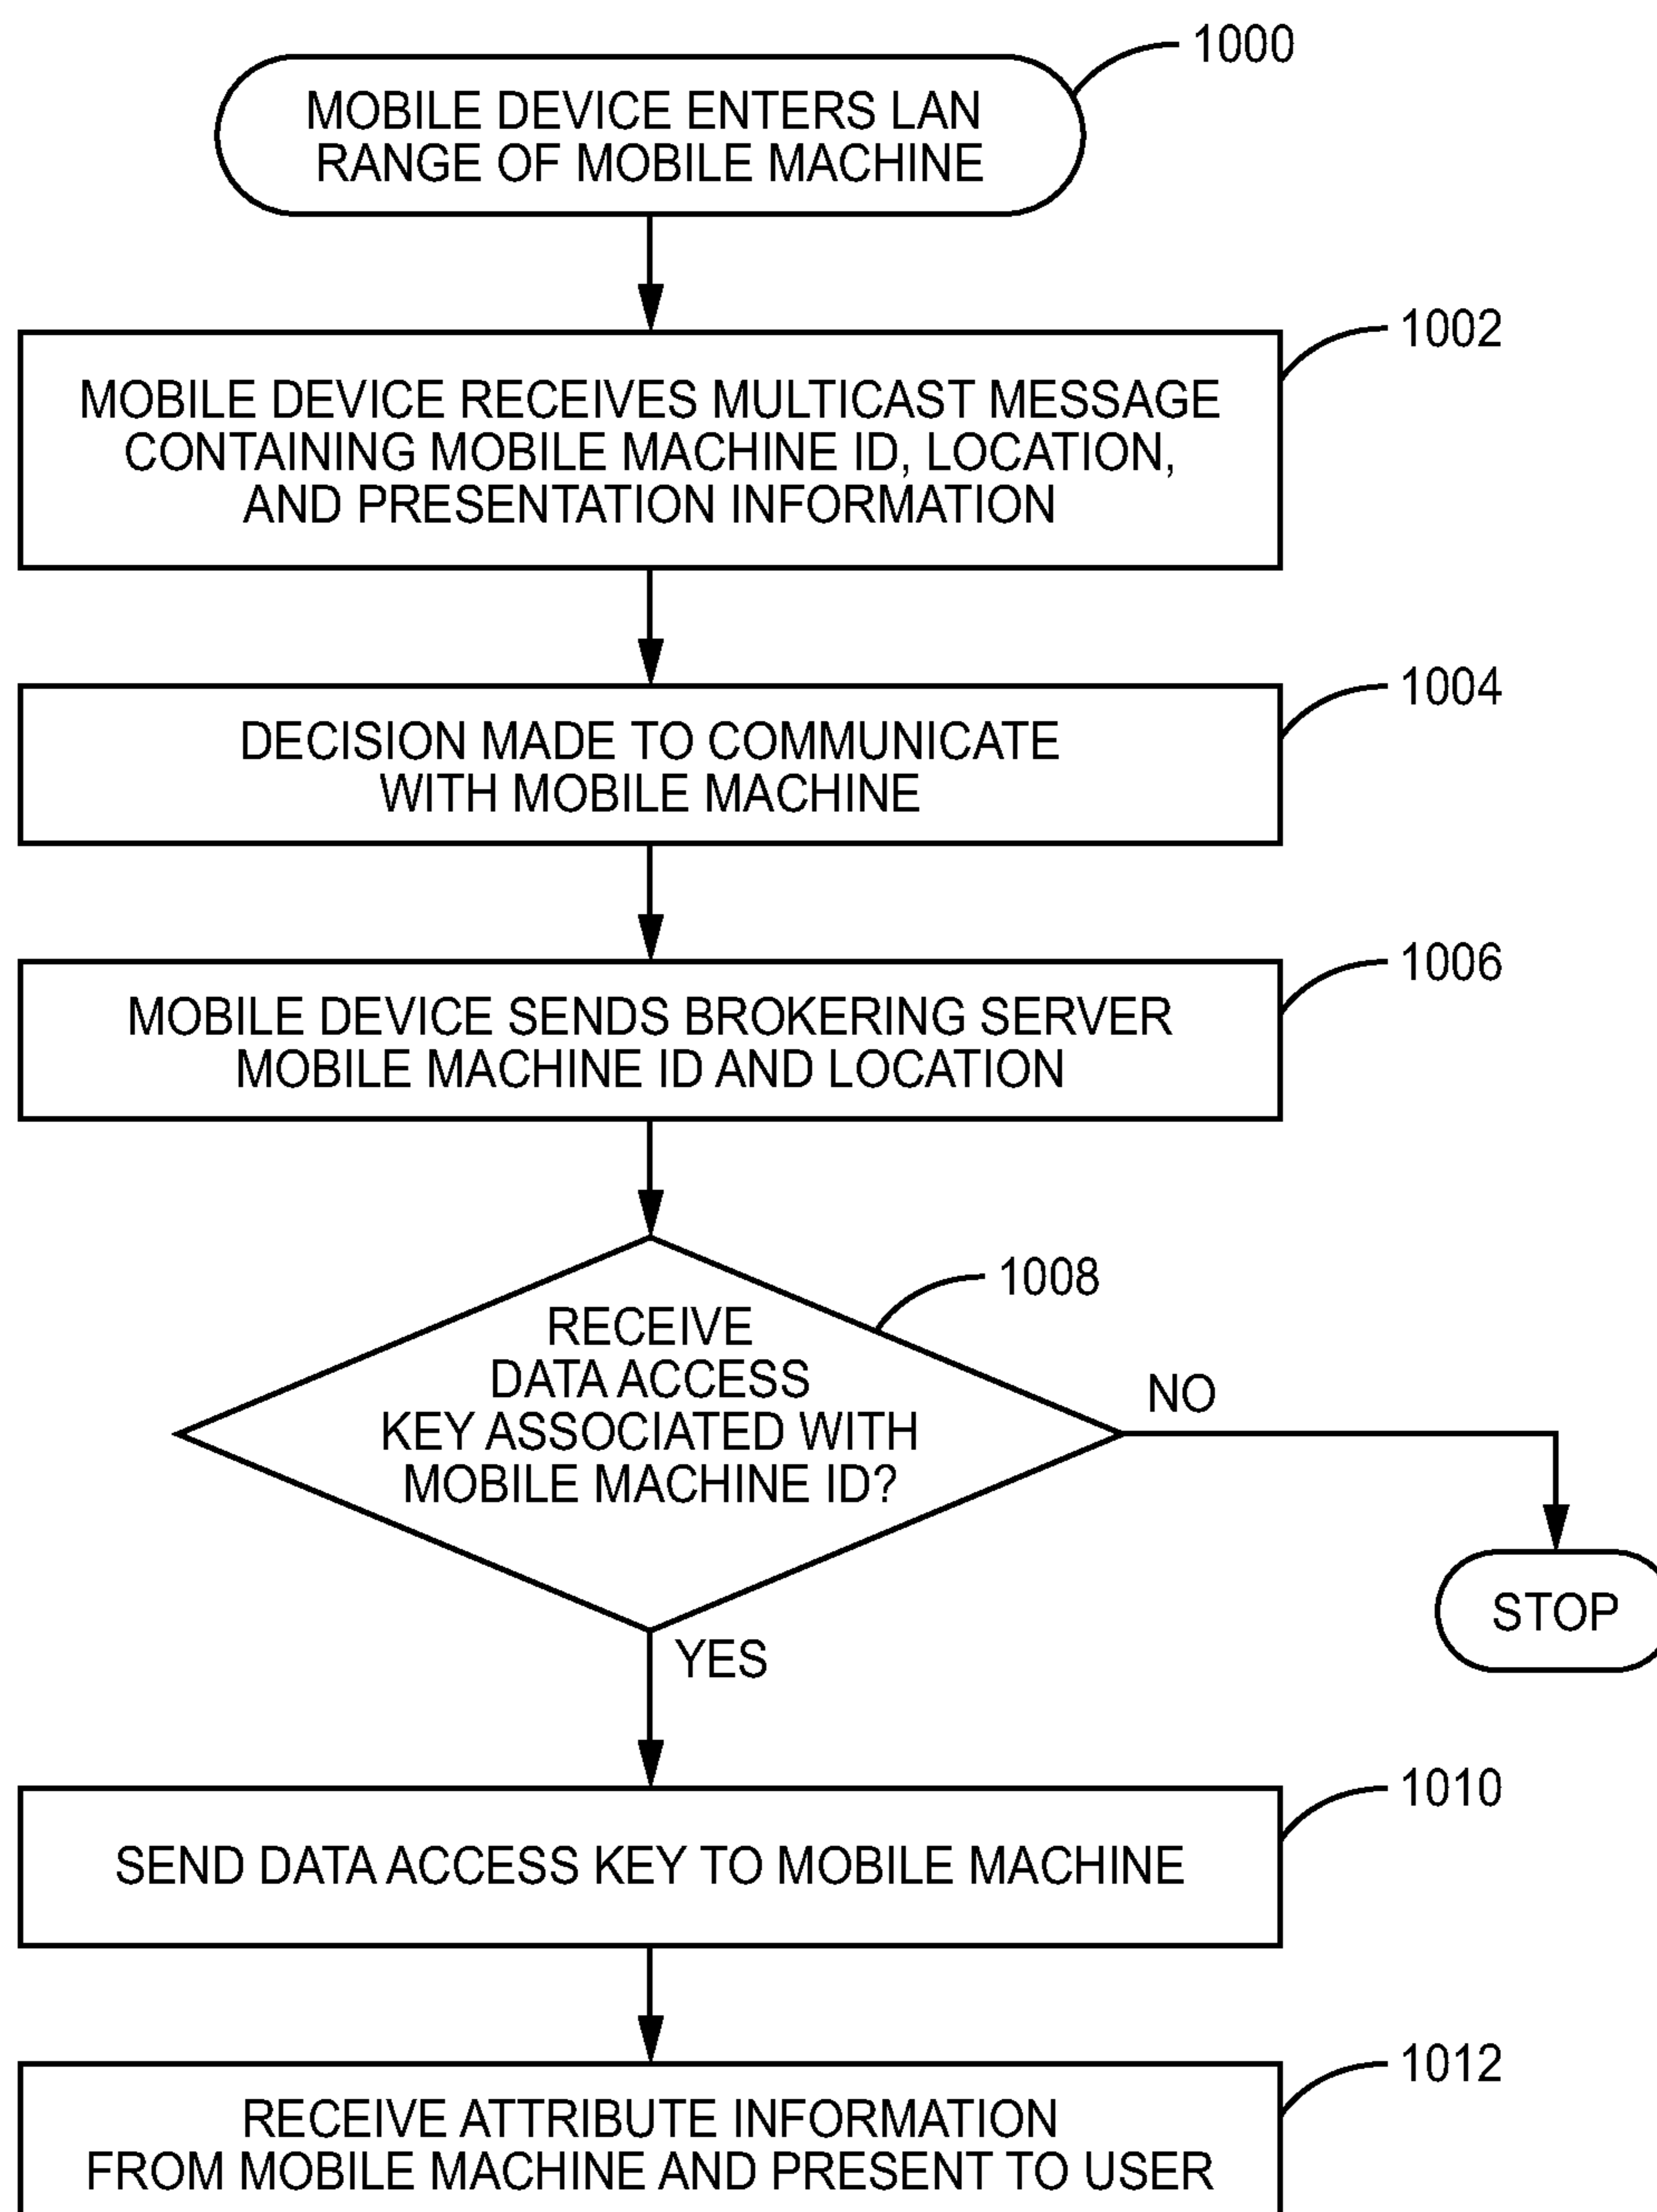 1000
MOBILE DEVICE ENTERS LAN
RANGE OF MOBILE MACHINE
1002
MOBILE DEVICE RECEIVES MULTICAST MESSAGE
CONTAINING MOBILE MACHINE ID, LOCATION,
AND PRESENTATION INFORMATION
1004
DECISION MADE TO COMMUNICATE
WITH MOBILE MACHINE
1006
MOBILE DEVICE SENDS BROKERING SERVER
MOBILE MACHINE ID AND LOCATION
1008
RECEIVE
DATA ACCESS
KEY ASSOCIATED WITH
MOBILE MACHINE ID?
NO
STOP
YES
1010
SEND DATA ACCESS KEY TO MOBILE MACHINE
1012
RECEIVE ATTRIBUTE INFORMATION
FROM MOBILE MACHINE AND PRESENT TO USER